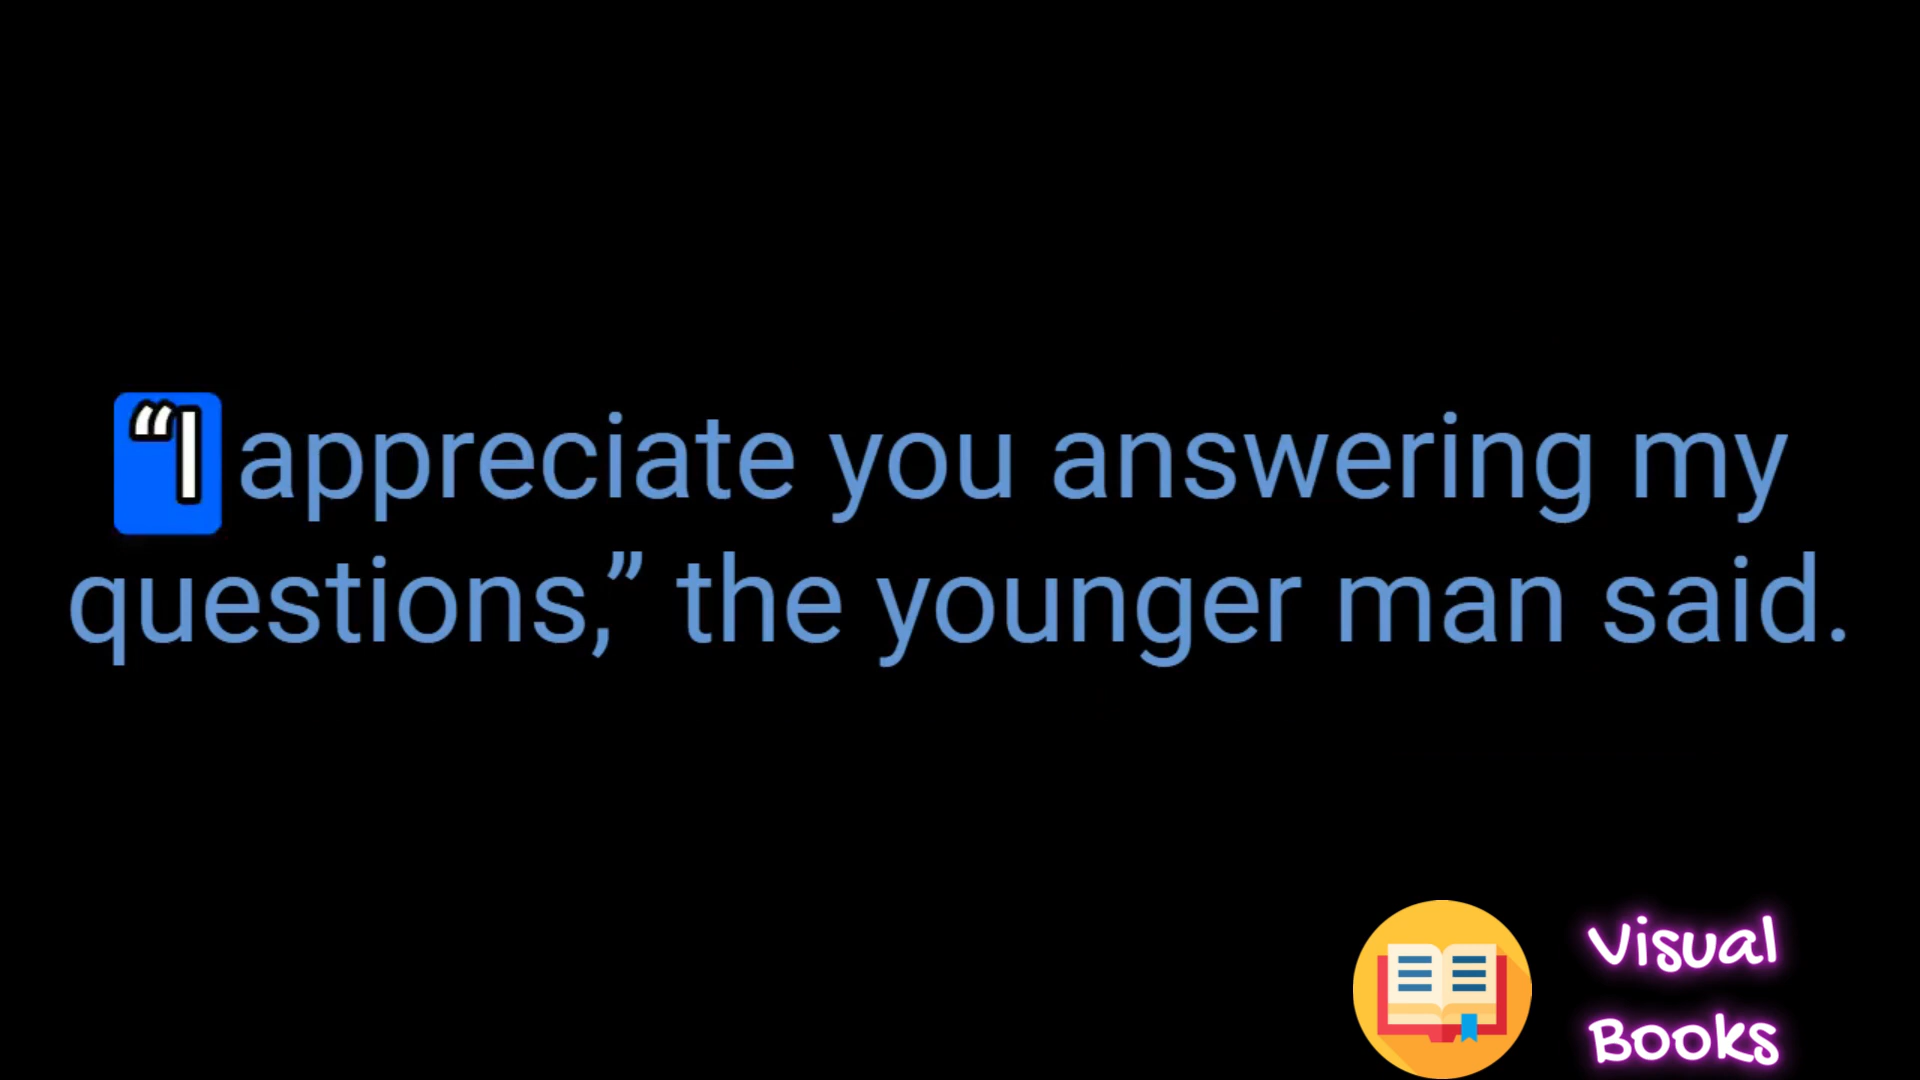 “I appreciate you answering my
questions,” the younger man said.
Visual
Books